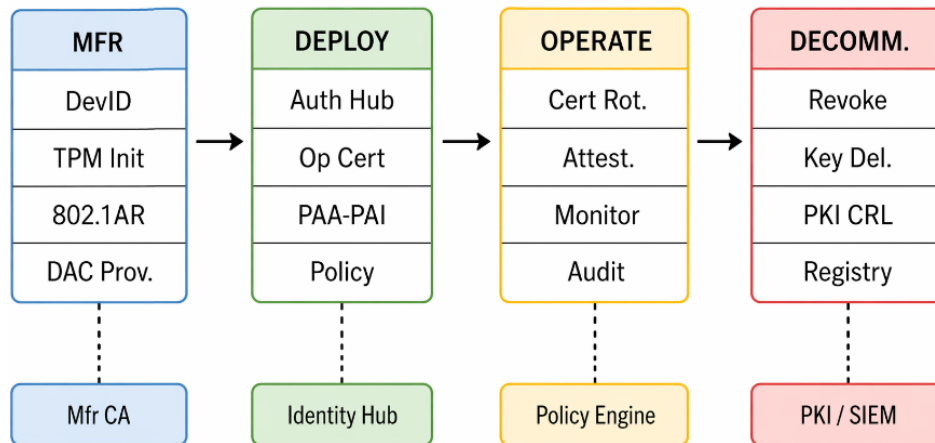 MFR
DevID
TPM Init
802.1AR
DAC Prov.
Mfr CA
DEPLOY
Auth Hub
Op Cert
PAA-PAI
Policy
Identity Hub
OPERATE
Cert Rot.
Attest.
Monitor
Audit
Policy Engine
DECOMM.
Revoke
Key Del.
PKI CRL
Registry
PKI / SIEM